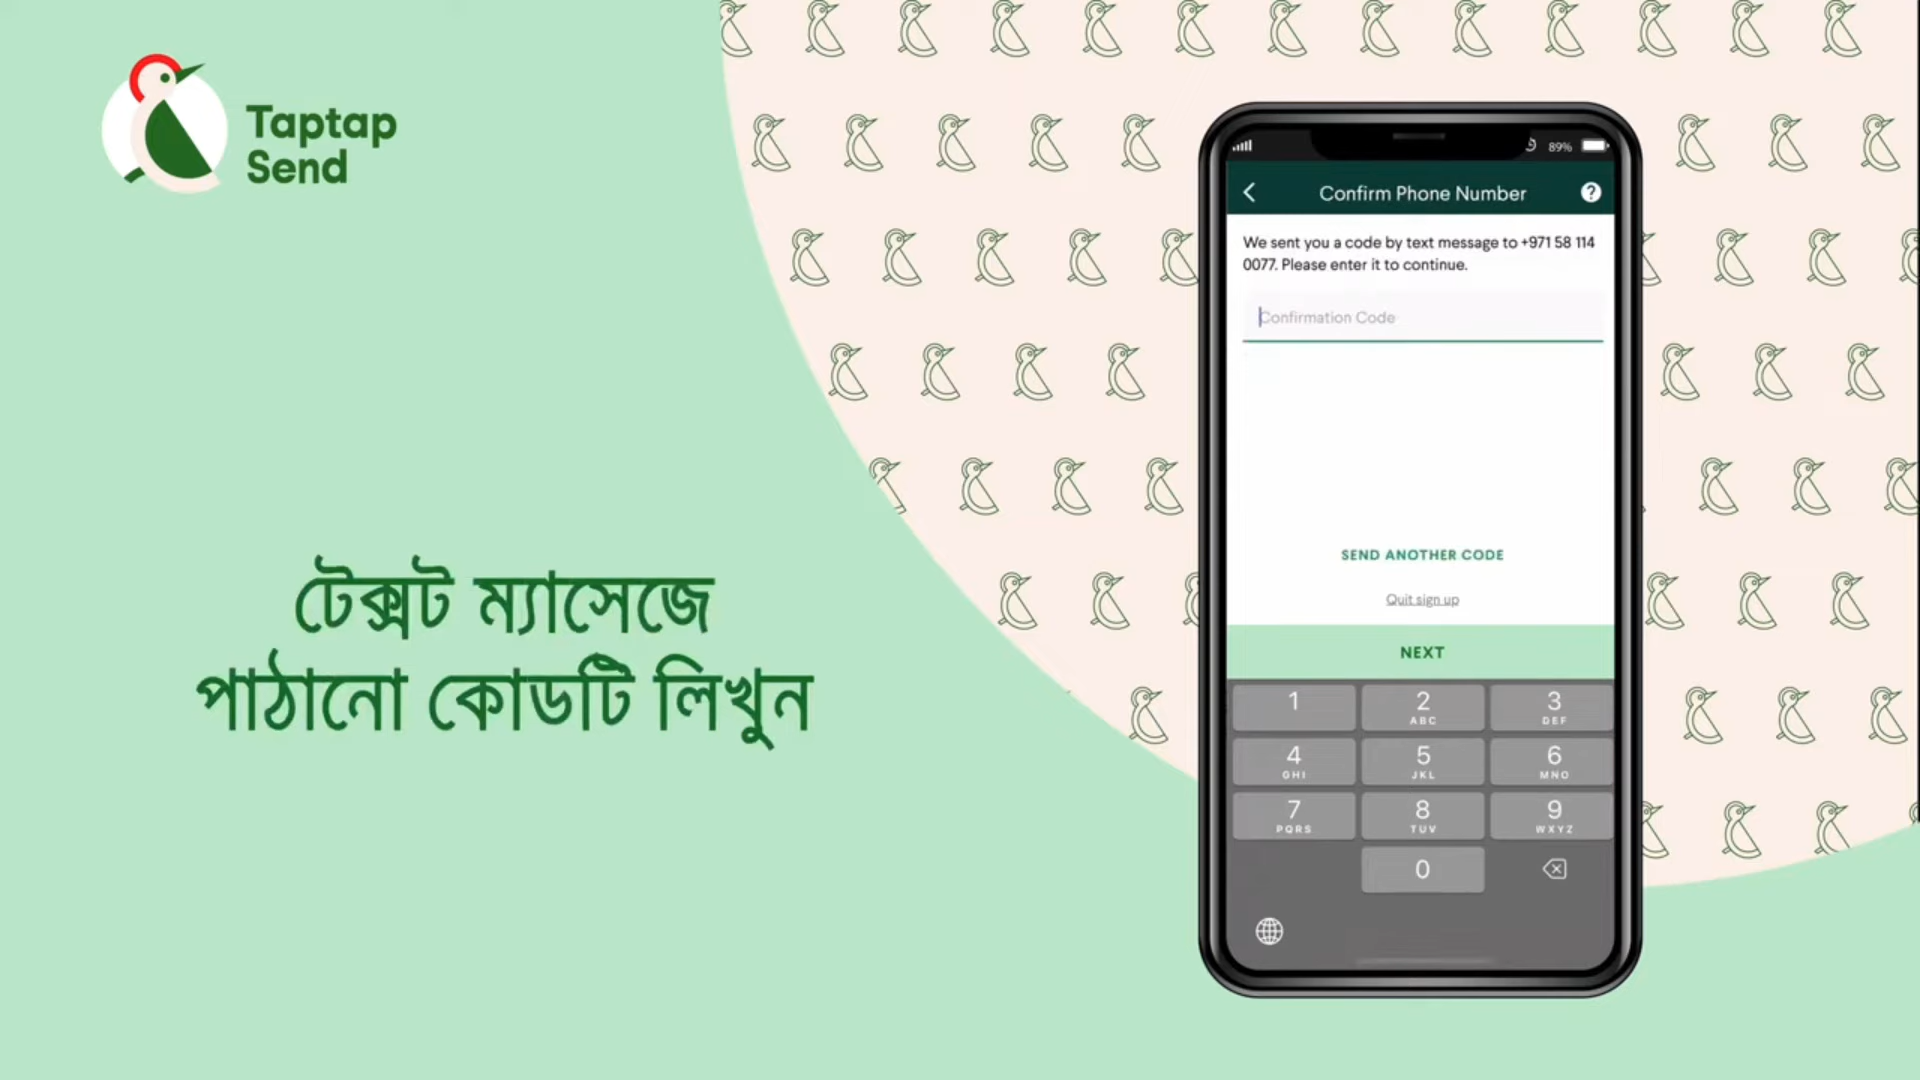 Taptap
Send
টেক্সট ম্যাসেজে
পাঠানো কোডটি লিখুন
89%
Confirm Phone Number
?
We sent you a code by text message to +971 58 114
0077. Please enter it to continue.
Confirmation Code
SEND ANOTHER CODE
Quit sign up
NEXT
1 2 3
ABC DEF
4 5 6
GHI JKL MNO
7 8 9
PQRS TUV WXYZ
0